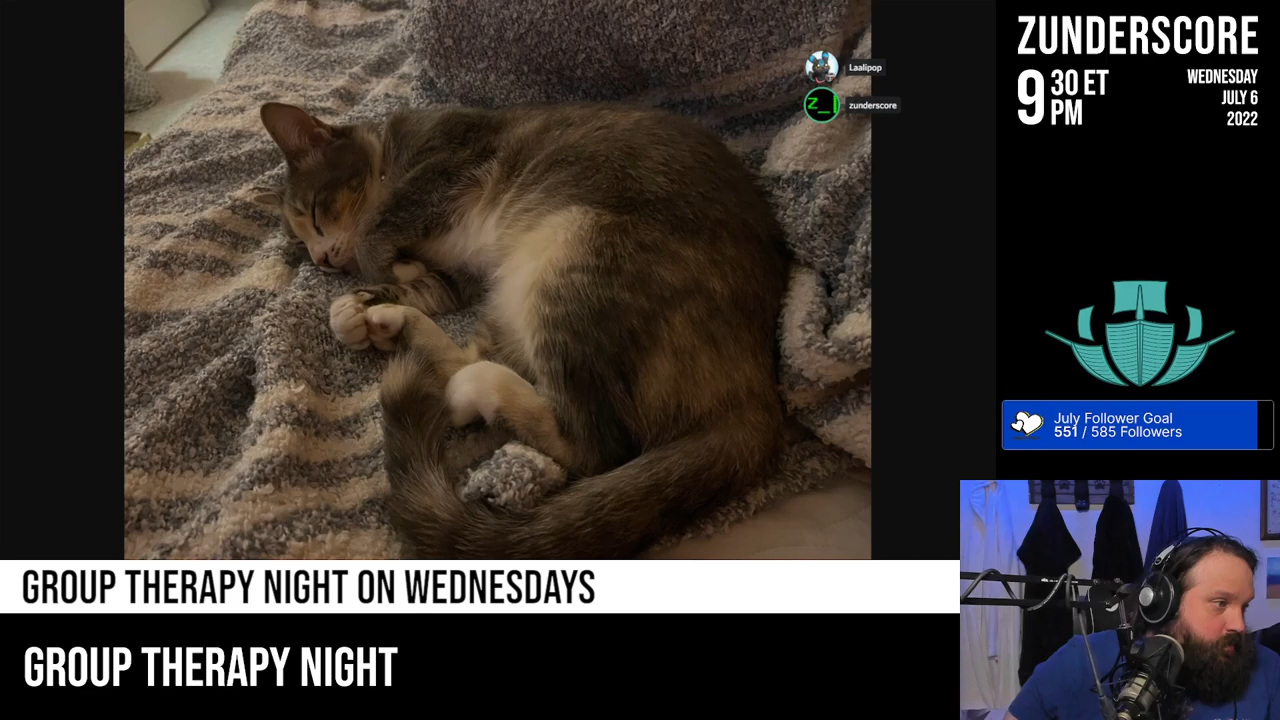 Laalipop
Z_
zunderscore
ZUNDERSCORE
9 30 ET
PM
WEDNESDAY
JULY 6
2022
July Follower Goal
551 / 585 Followers
GROUP THERAPY NIGHT ON WEDNESDAYS
GROUP THERAPY NIGHT